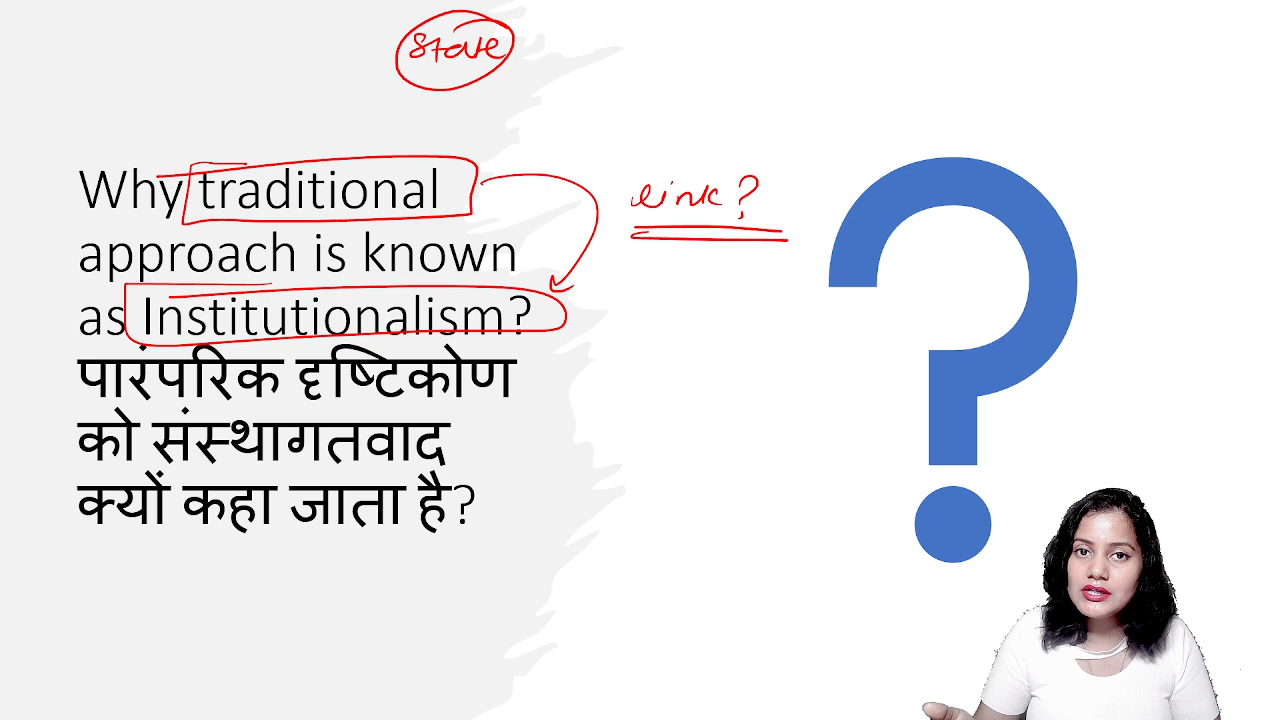 State
Why traditional
approach is known
as Institutionalism?
पारंपरिक दृष्टिकोण
को संस्थागतवाद
क्यों कहा जाता है?
link?